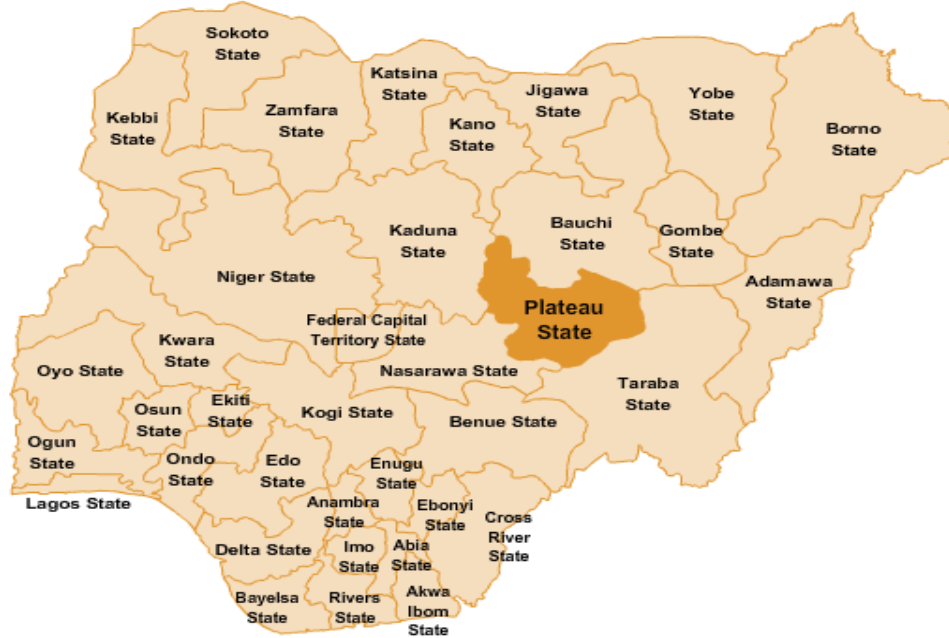 Sokoto
State
Katsina
State
Jigawa
State
Yobe
State
Kebbi
State
Zamfara
State
Kano
State
Borno
State
Kaduna
State
Bauchi
State
Gombe
State
Niger State
Adamawa
State
Plateau
State
Federal Capital
Territory State
Kwara
State
Oyo State
Nasarawa State
Taraba
State
Osun
State
Ekiti
State
Kogi State
Benue State
Ogun
State
Ondo
State
Edo
State
Enugu
State
Lagos State
Anambra
State
Ebonyi
State
Cross
River
State
Delta State
Imo
State
Abia
State
Bayelsa
State
Rivers
State
Akwa
Ibom
State